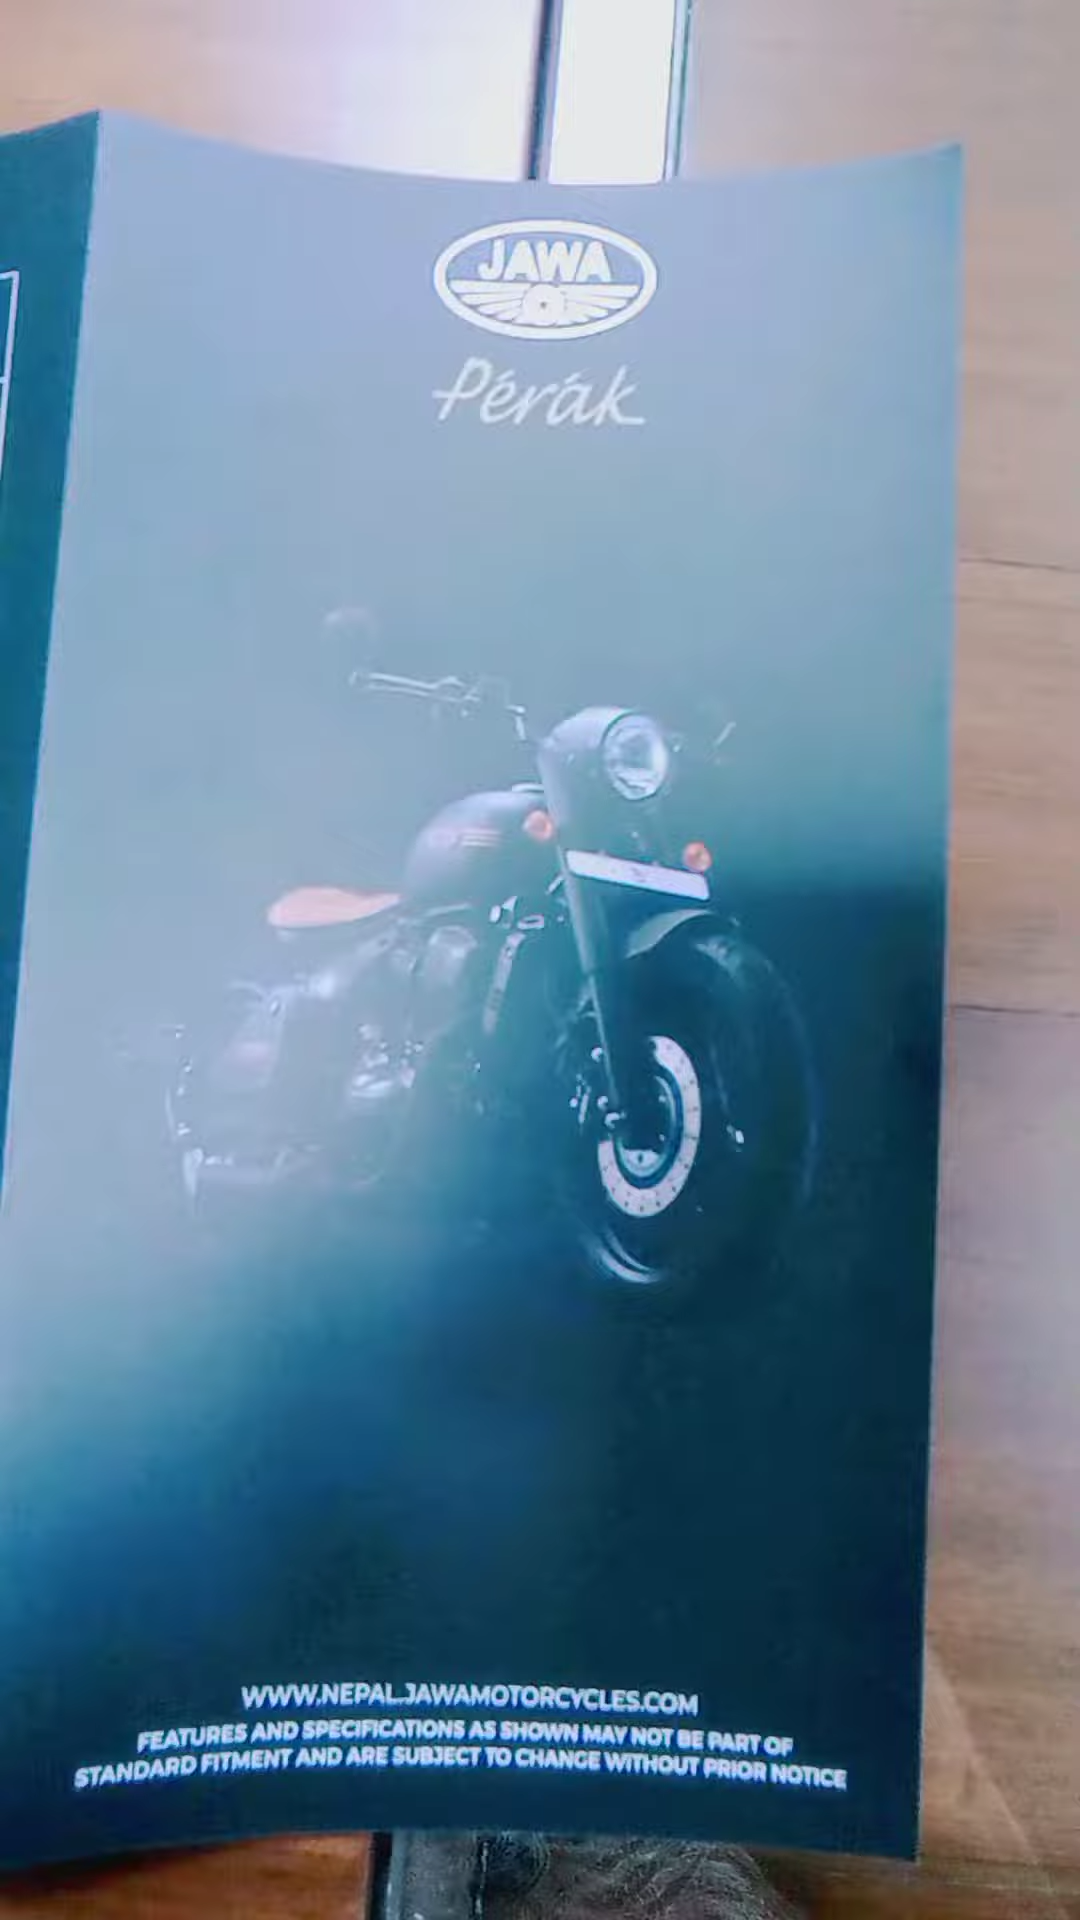 JAWA
Pérák
WWW.NEPAL.JAWAMOTORCYCLES.COM
FEATURES AND SPECIFICATIONS AS SHOWN MAY NOT BE PART OF
STANDARD FITMENT AND ARE SUBJECT TO CHANGE WITHOUT PRIOR NOTICE